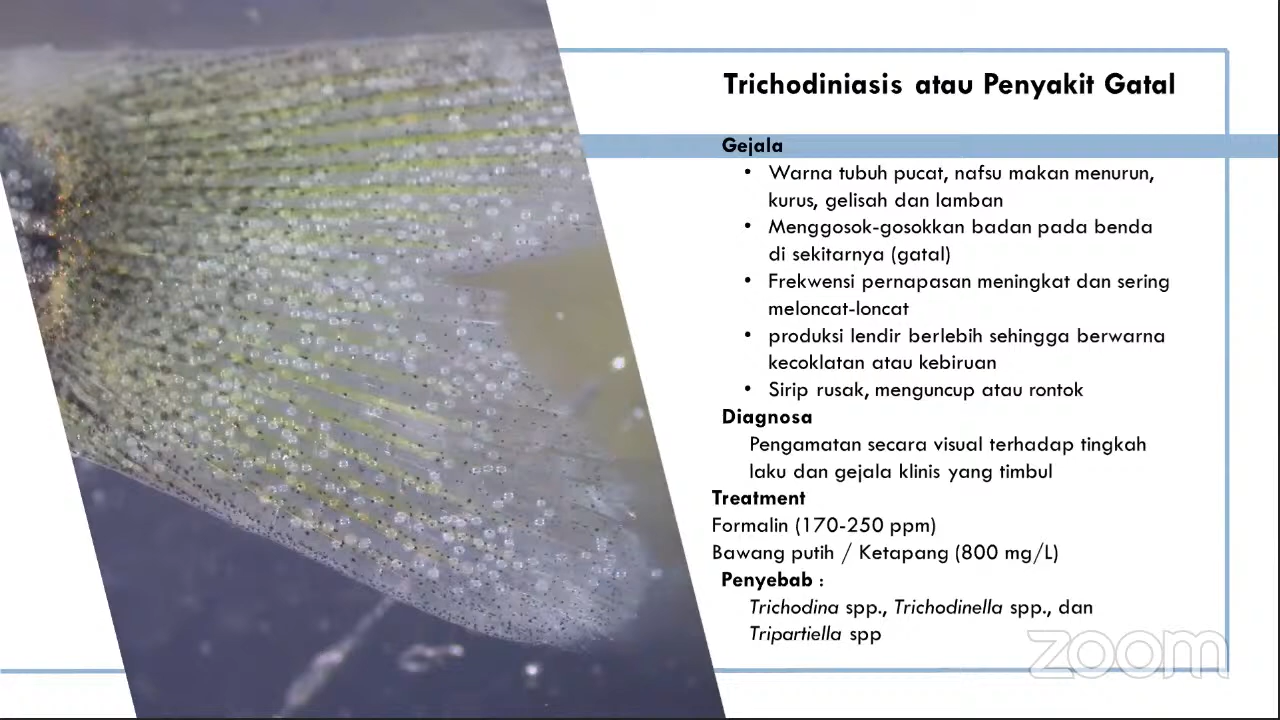 Trichodiniasis atau Penyakit Gatal
Gejala
• Warna tubuh pucat, nafsu makan menurun,
kurus, gelisah dan lamban
• Menggosok-gosokkan badan pada benda
di sekitarnya (gatal)
• Frekwensi pernapasan meningkat dan sering
meloncat-loncat
• produksi lendir berlebih sehingga berwarna
kecoklatan atau kebiruan
• Sirip rusak, menguncup atau rontok
Diagnosa
Pengamatan secara visual terhadap tingkah
laku dan gejala klinis yang timbul
Treatment
Formalin (170-250 ppm)
Bawang putih / Ketapang (800 mg/L)
Penyebab :
Trichodina spp., Trichodinella spp., dan
Tripartiella spp
zoom